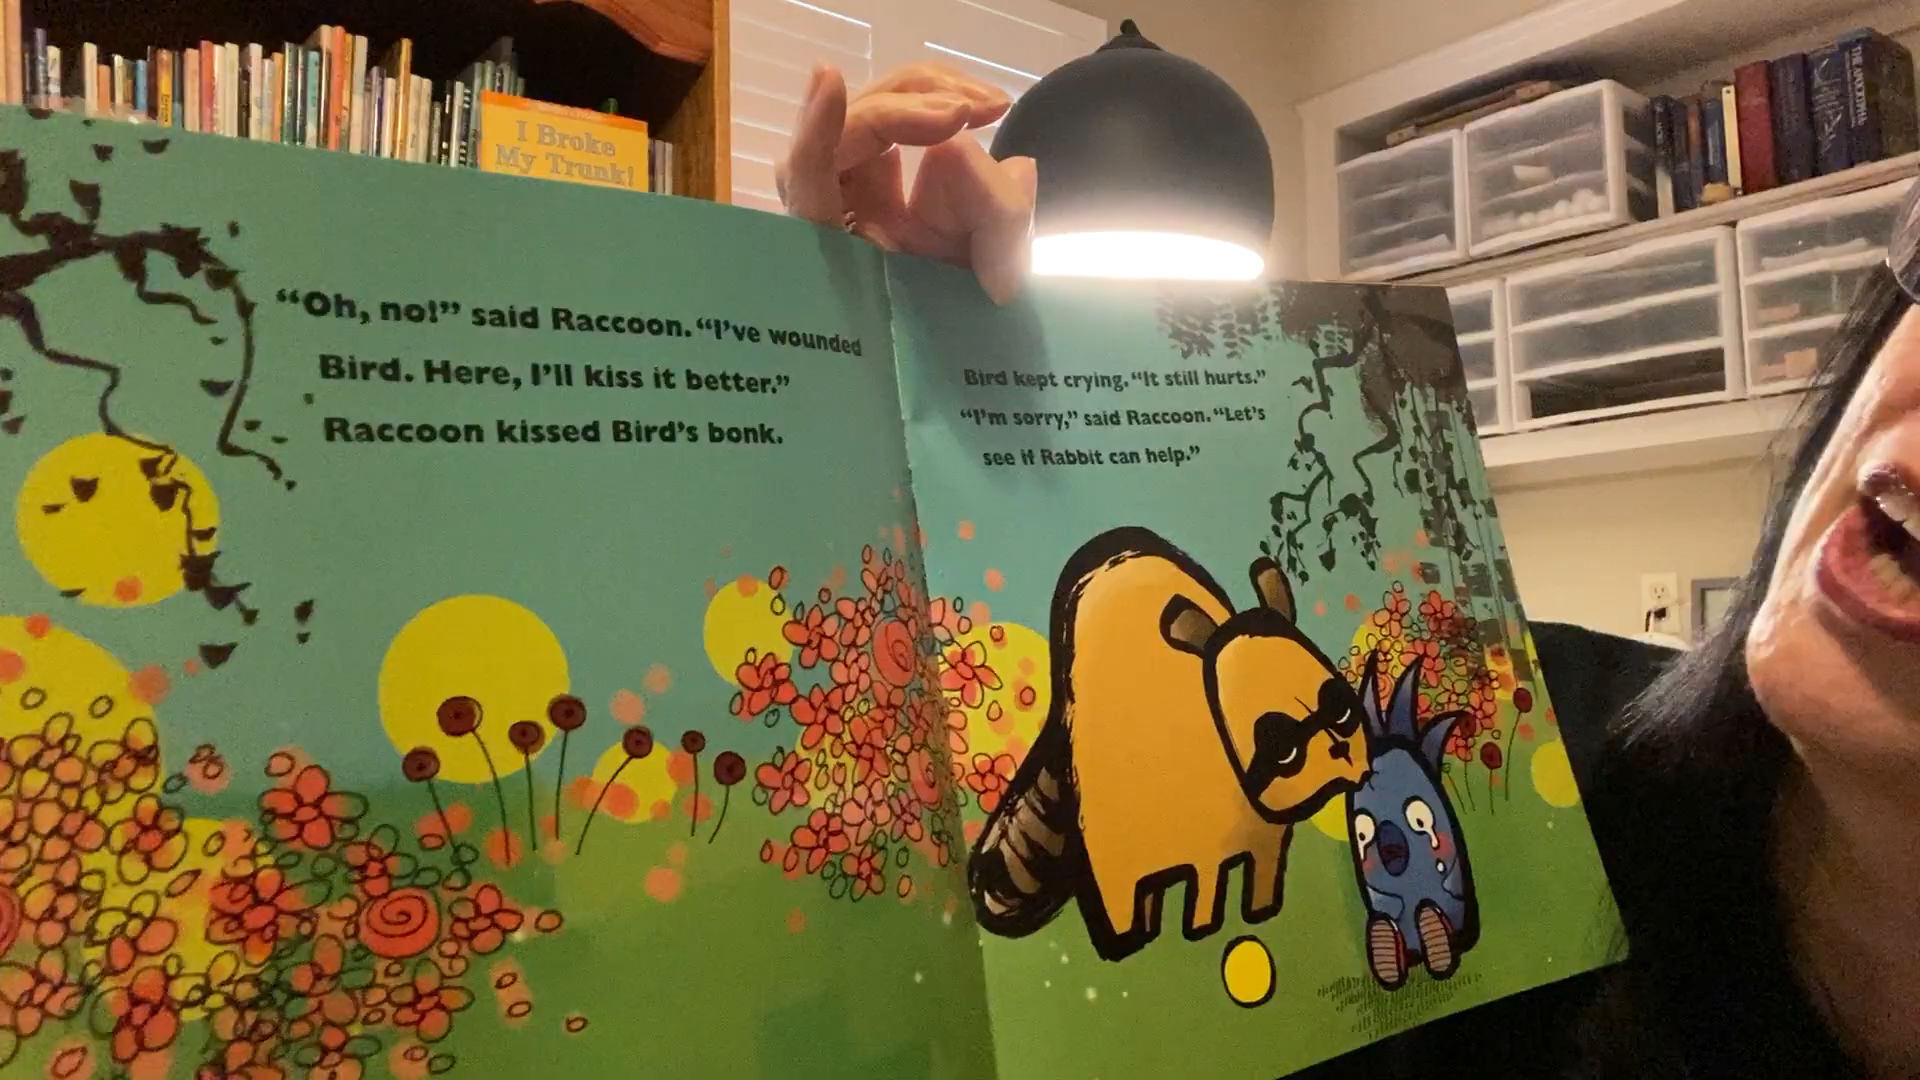 I Broke
My Trunk!
“Oh, no!” said Raccoon. “I’ve wounded
Bird. Here, I’ll kiss it better.”
Raccoon kissed Bird’s bonk.
Bird kept crying. “It still hurts.”
“I’m sorry,” said Raccoon. “Let’s
see if Rabbit can help.”